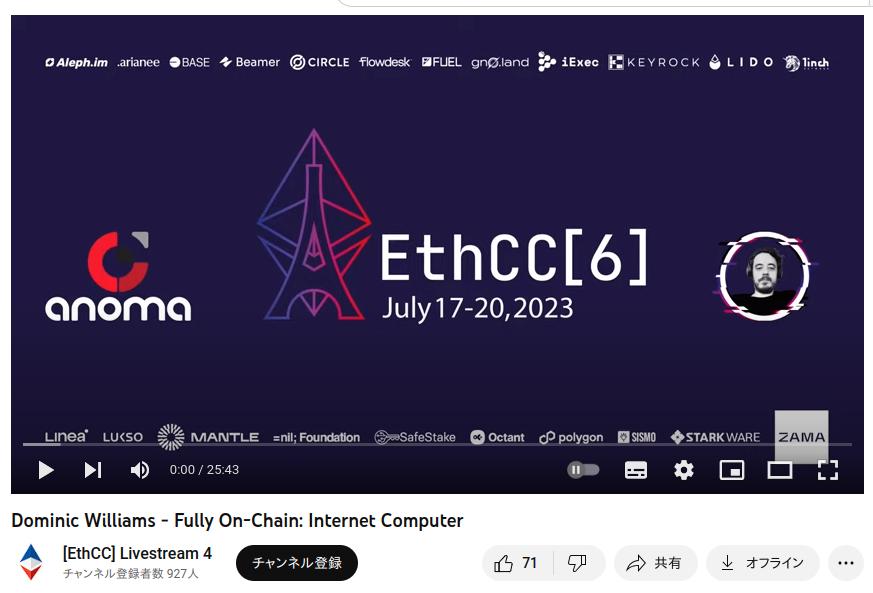 Aleph.im .arianee BASE Beamer CIRCLE flowdesk FUEL gnø.land iExec KEYROCK LIDO 1inch
EthCC[6]
anoma July 17-20, 2023
Linea LUKSO MANTLE =nil; Foundation SafeStake Octant polygon SISMO STARKWARE ZAMA
0:00 / 25:43
Dominic Williams - Fully On-Chain: Internet Computer
[EthCC] Livestream 4
チャンネル登録者数 927人
チャンネル登録 71 共有 オフライン